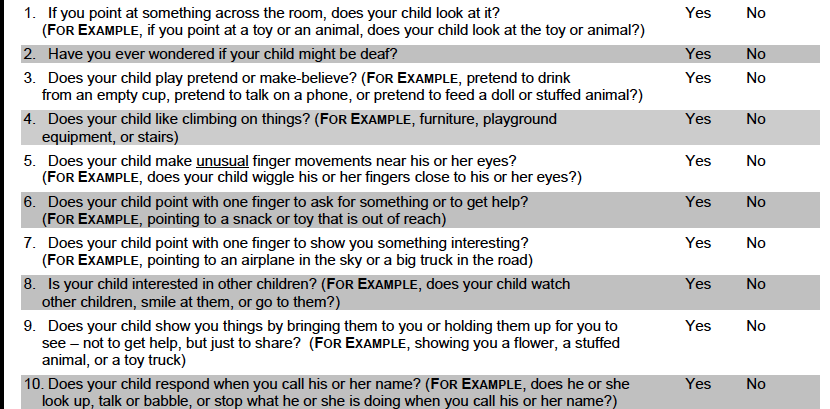 1. If you point at something across the room, does your child look at it? Yes No
(FOR EXAMPLE, if you point at a toy or an animal, does your child look at the toy or animal?)
2. Have you ever wondered if your child might be deaf? Yes No
3. Does your child play pretend or make-believe? (FOR EXAMPLE, pretend to drink Yes No
from an empty cup, pretend to talk on a phone, or pretend to feed a doll or stuffed animal?)
4. Does your child like climbing on things? (FOR EXAMPLE, furniture, playground Yes No
equipment, or stairs)
5. Does your child make unusual finger movements near his or her eyes? Yes No
(FOR EXAMPLE, does your child wiggle his or her fingers close to his or her eyes?)
6. Does your child point with one finger to ask for something or to get help? Yes No
(FOR EXAMPLE, pointing to a snack or toy that is out of reach)
7. Does your child point with one finger to show you something interesting? Yes No
(FOR EXAMPLE, pointing to an airplane in the sky or a big truck in the road)
8. Is your child interested in other children? (FOR EXAMPLE, does your child watch Yes No
other children, smile at them, or go to them?)
9. Does your child show you things by bringing them to you or holding them up for you to Yes No
see – not to get help, but just to share? (FOR EXAMPLE, showing you a flower, a stuffed
animal, or a toy truck)
10. Does your child respond when you call his or her name? (FOR EXAMPLE, does he or she Yes No
look up, talk or babble, or stop what he or she is doing when you call his or her name?)